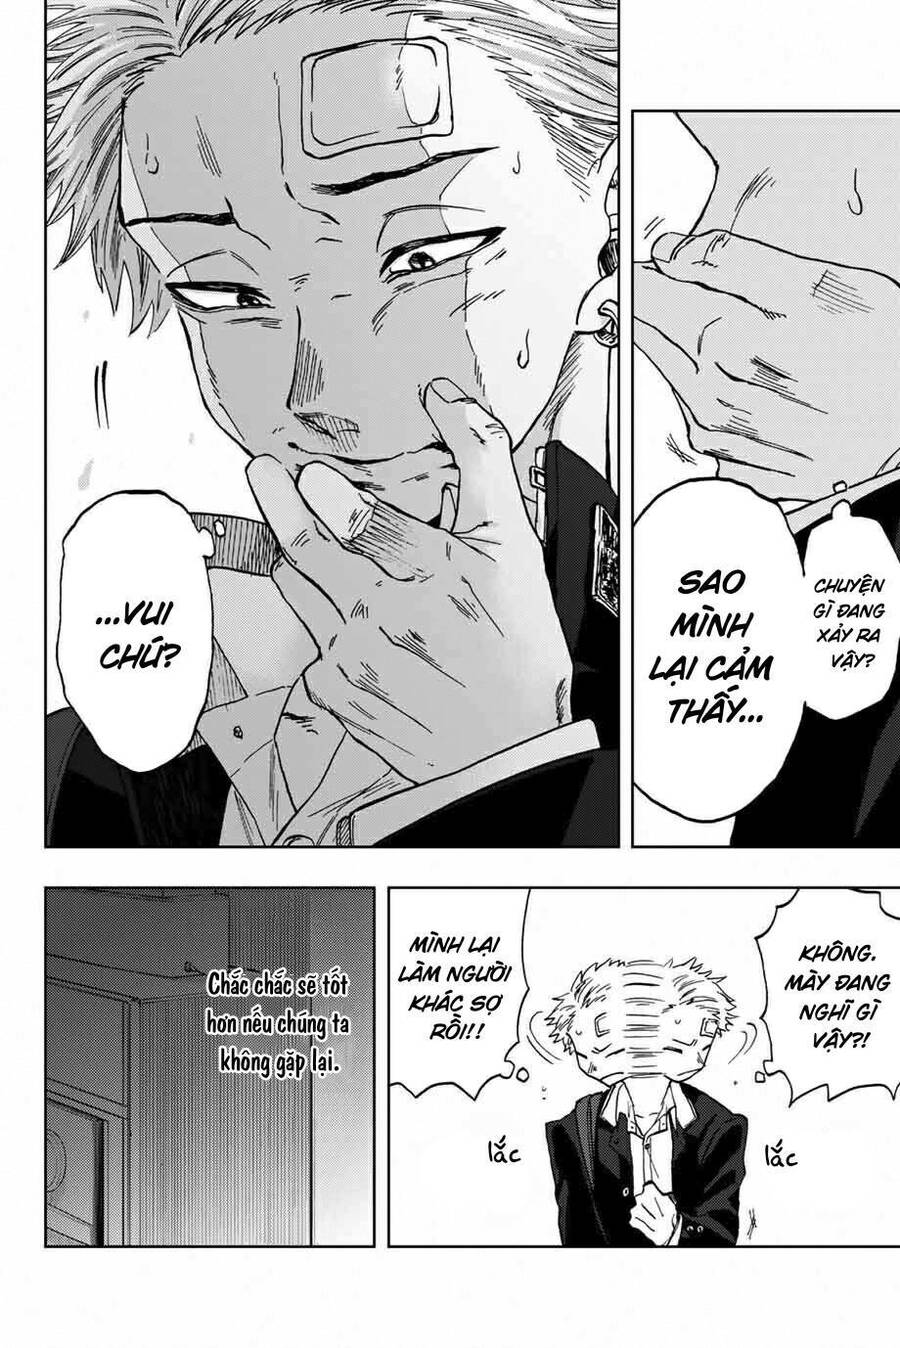 CHUYỆN
GÌ ĐANG
XẢY RA
VẬY?
SAO
MÌNH
LẠI CẢM
THẤY...
...VUI
CHỨ?
KHÔNG.
MÀY ĐANG
NGHĨ GÌ
VẬY?!
MÌNH LẠI
LÀM NGƯỜI
KHÁC SỢ
RỒI!!
lắc
lắc
Chắc chắc sẽ tốt
hơn nếu chúng ta
không gặp lại.